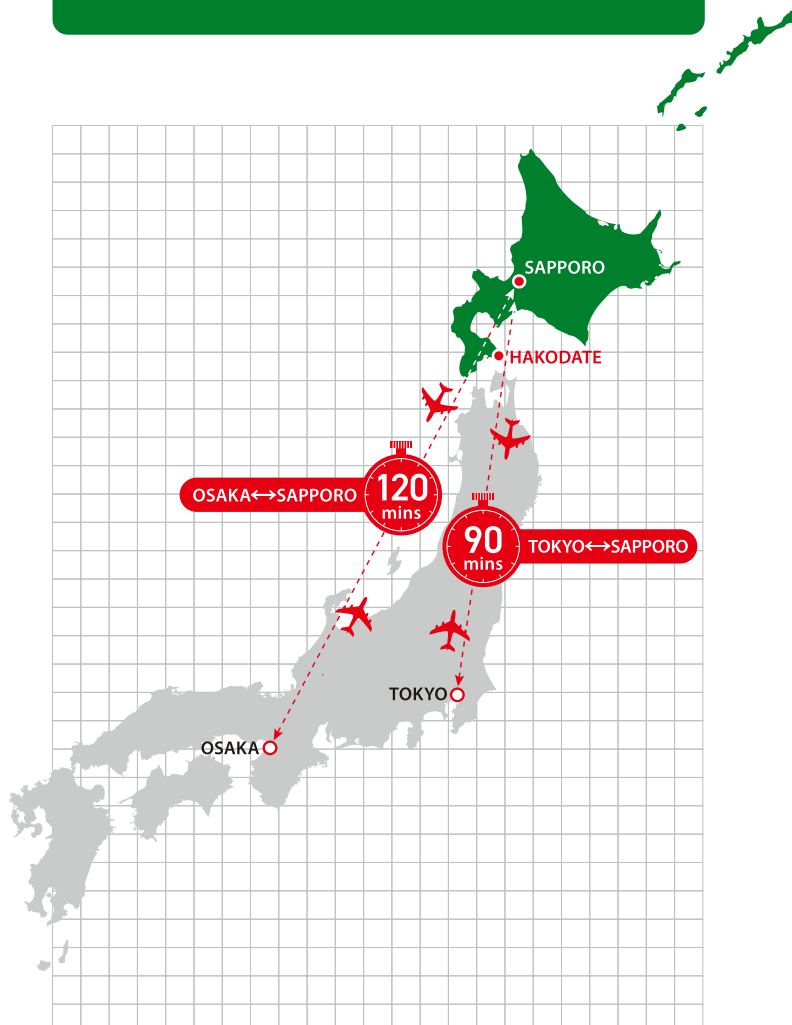 SAPPORO
HAKODATE
OSAKA↔SAPPORO
120
mins
90
mins
TOKYO↔SAPPORO
TOKYO
OSAKA